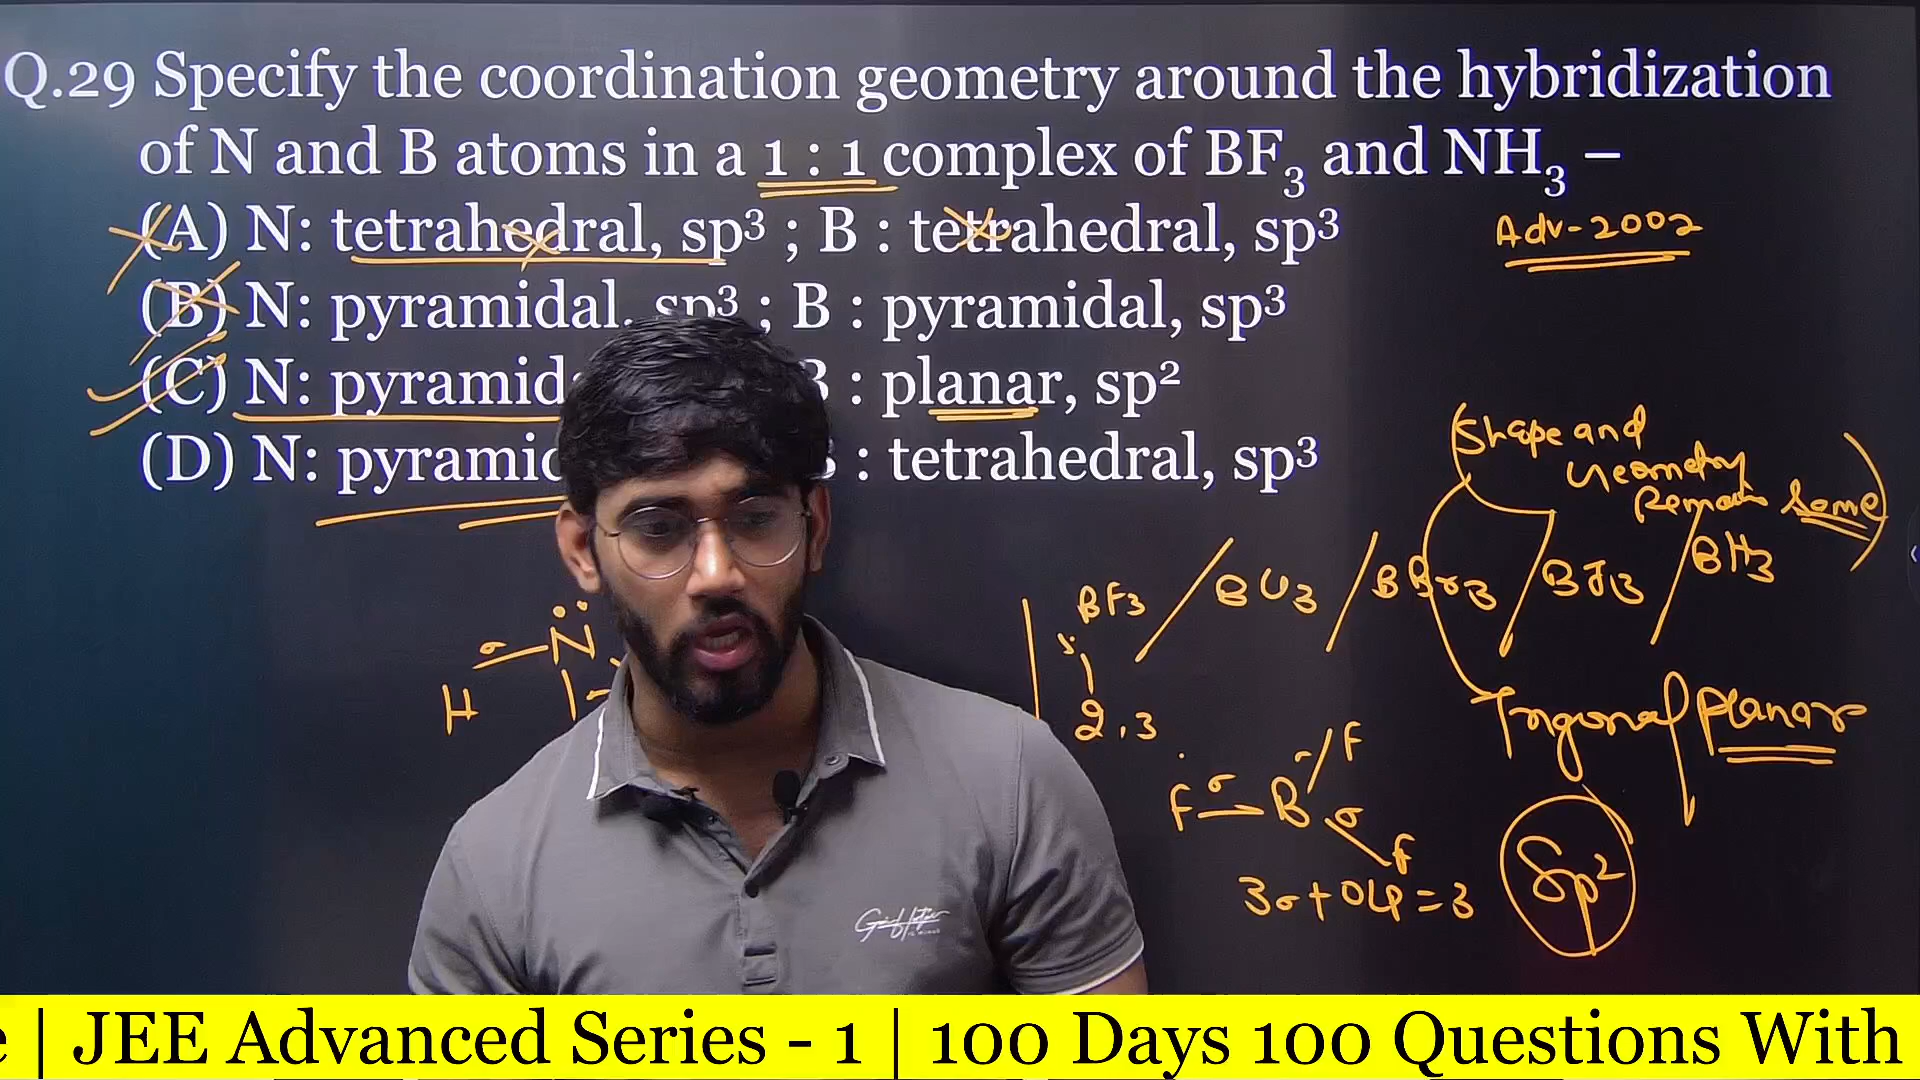 Q.29 Specify the coordination geometry around the hybridization
of N and B atoms in a 1 : 1 complex of BF₃ and NH₃ –
(A) N: tetrahedral, sp³ ; B : tetrahedral, sp³
Adv-2002
(B) N: pyramidal, sp³ ; B : pyramidal, sp³
(C) N: pyramid B : planar, sp²
(D) N: pyramid : tetrahedral, sp³
(Shape and
Geometry
Remain Same)
BF₃ / BCl₃ / BBr₃ / BI₃ / BH₃
σ N
H
2,3
Trigonal planar
F
F σ B σ
F
3σ + 0LP = 3
Sp²
| JEE Advanced Series - 1 | 100 Days 100 Questions With